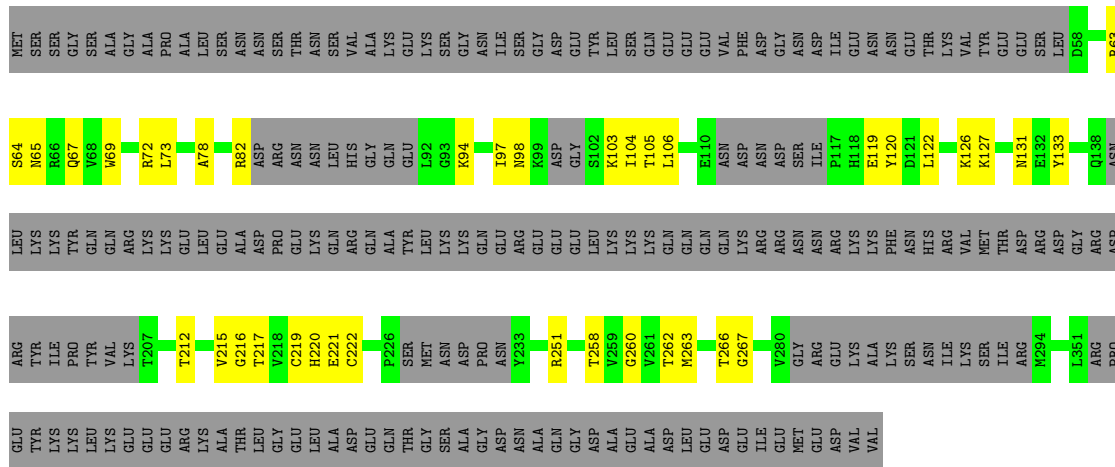 MET SER SER GLY SER ALA GLY ALA PRO ALA LEU SER ASN ASN SER THR ASN SER VAL ALA LYS GLU LYS SER GLY ASN ILE SER GLY ASP GLU TYR LEU SER GLN GLU GLU GLU VAL PHE ASP GLY ASN ASP ILE GLU ASN ASN GLU THR LYS VAL TYR GLU GLU SER LEU D58 R63
S64 N65 R66 Q67 V68 W69 R72 L73 A78 R82 ASP ARG ASN ASN LEU HIS GLY GLN GLU L92 G93 K94 I97 N98 K99 ASP GLY S102 K103 I104 T105 L106 E110 ASN ASP ASN ASP SER ILE P117 H118 E119 Y120 D121 L122 K126 K127 N131 E132 Y133 Q138 ASN
LEU LYS LYS TYR GLN GLN ARG LYS LYS GLU LEU GLU GLU ALA ASP PRO GLU LYS GLN ARG GLN ALA TYR LEU LYS LYS GLN GLU ARG GLU GLU GLU LEU LYS LYS LYS GLN GLN GLN GLN LYS ARG ARG ASN ASN ARG LYS LYS PHE ASN HIS ARG VAL MET THR ASP ARG ASP GLY ARG ASP
ARG TYR ILE PRO TYR VAL LYS T207 T212 V215 G216 T217 V218 C219 H220 E221 C222 P226 SER MET ASN ASP PRO ASN Y233 R251 T258 V259 G260 V261 T262 M263 T266 G267 V280 GLY ARG GLU LYS ALA LYS SER ASN ILE LYS SER ILE ARG M294 L351 ARG PRO
GLU TYR LYS LYS LEU LYS GLU GLU GLU ARG LYS ALA THR LEU GLY GLU LEU ALA ASP GLU GLN THR GLY SER ALA GLY ASP ASN ALA GLN GLY ASP ALA GLU ALA ASP LEU GLU ASP GLU ILE GLU MET GLU ASP VAL VAL